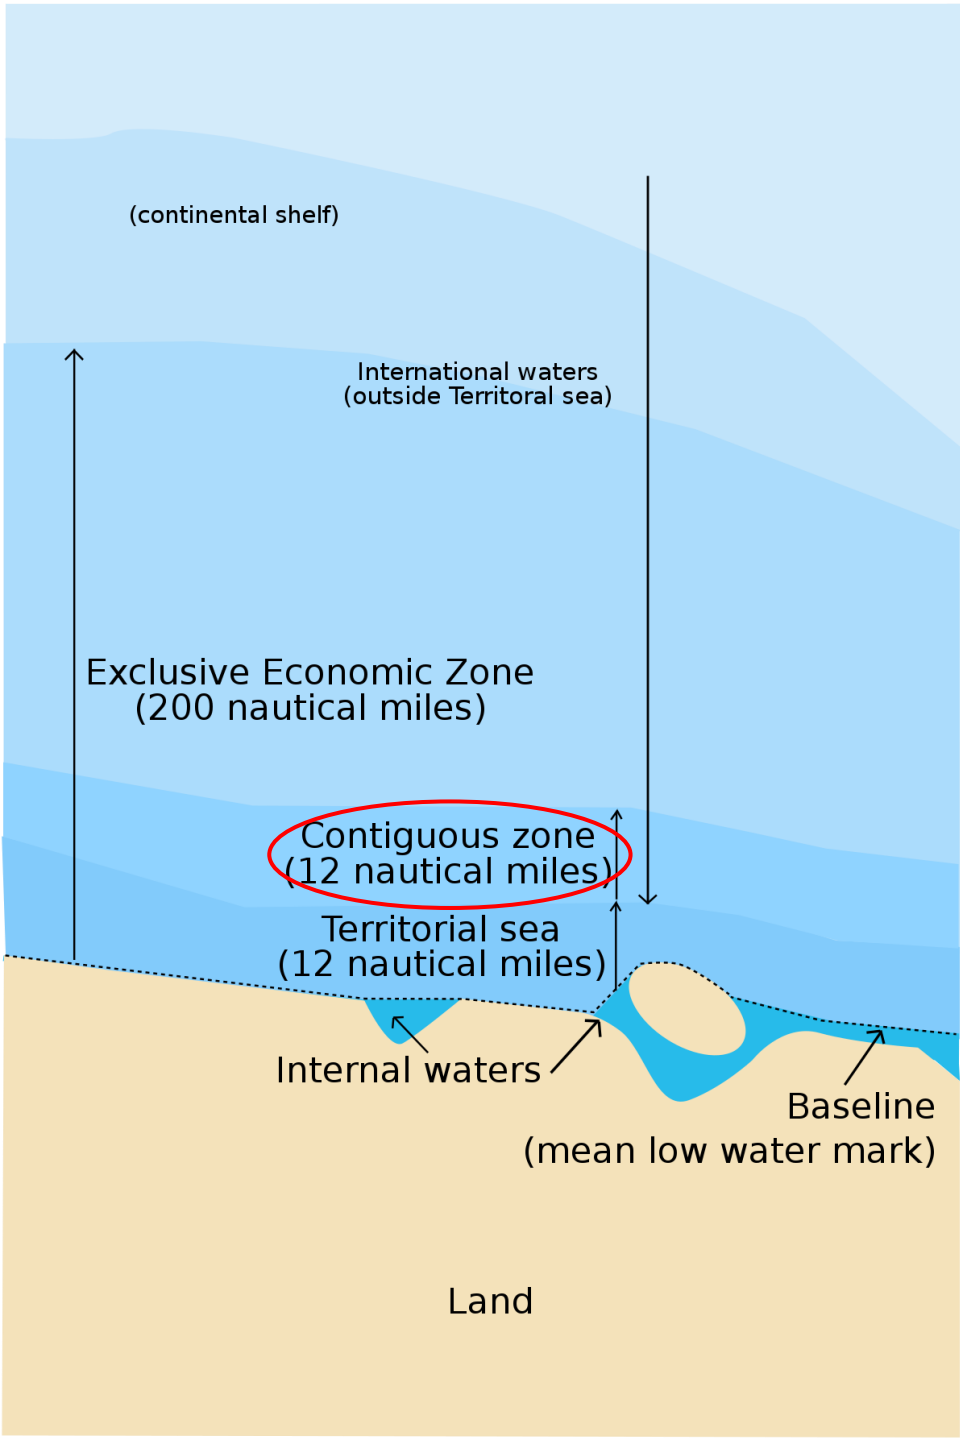 (continental shelf)
International waters
(outside Territoral sea)
Exclusive Economic Zone
(200 nautical miles)
Contiguous zone
(12 nautical miles)
Territorial sea
(12 nautical miles)
Internal waters
Baseline
(mean low water mark)
Land